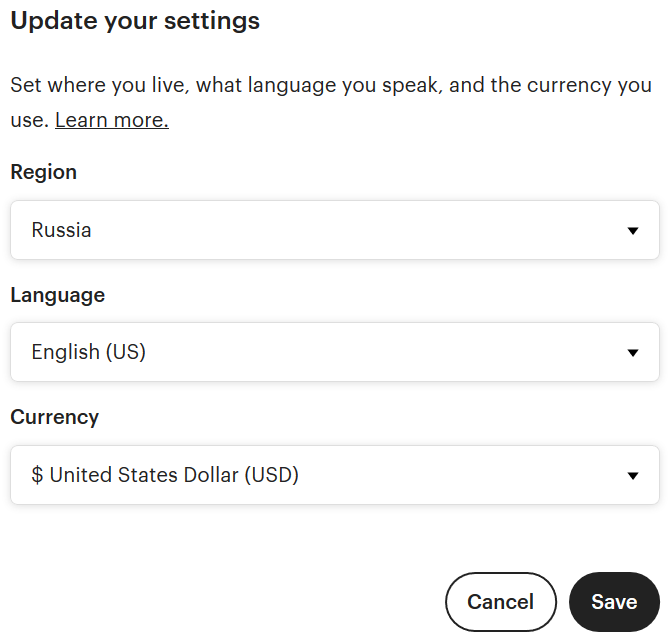 Update your settings
Set where you live, what language you speak, and the currency you
use. Learn more.
Region
Russia
Language
English (US)
Currency
$ United States Dollar (USD)
Cancel
Save